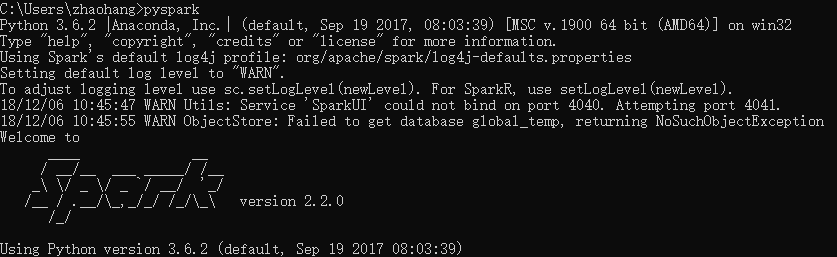 C:\Users\zhaohang>pyspark
Python 3.6.2 |Anaconda, Inc.| (default, Sep 19 2017, 08:03:39) [MSC v.1900 64 bit (AMD64)] on win32
Type "help", "copyright", "credits" or "license" for more information.
Using Spark's default log4j profile: org/apache/spark/log4j-defaults.properties
Setting default log level to "WARN".
To adjust logging level use sc.setLogLevel(newLevel). For SparkR, use setLogLevel(newLevel).
18/12/06 10:45:47 WARN Utils: Service 'SparkUI' could not bind on port 4040. Attempting port 4041.
18/12/06 10:45:55 WARN ObjectStore: Failed to get database global_temp, returning NoSuchObjectException
Welcome to
Spark version 2.2.0
Using Python version 3.6.2 (default, Sep 19 2017 08:03:39)